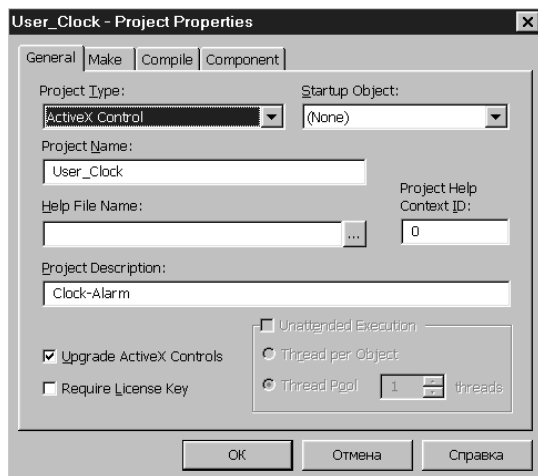 User_Clock - Project Properties
General Make Compile Component
Project Type:
Startup Object:
ActiveX Control
(None)
Project Name:
User_Clock
Project Help
Context ID:
Help File Name:
...
0
Project Description:
Clock-Alarm
Unattended Execution
Upgrade ActiveX Controls
Thread per Object
Require License Key
Thread Pool 1 threads
ОК Отмена Справка